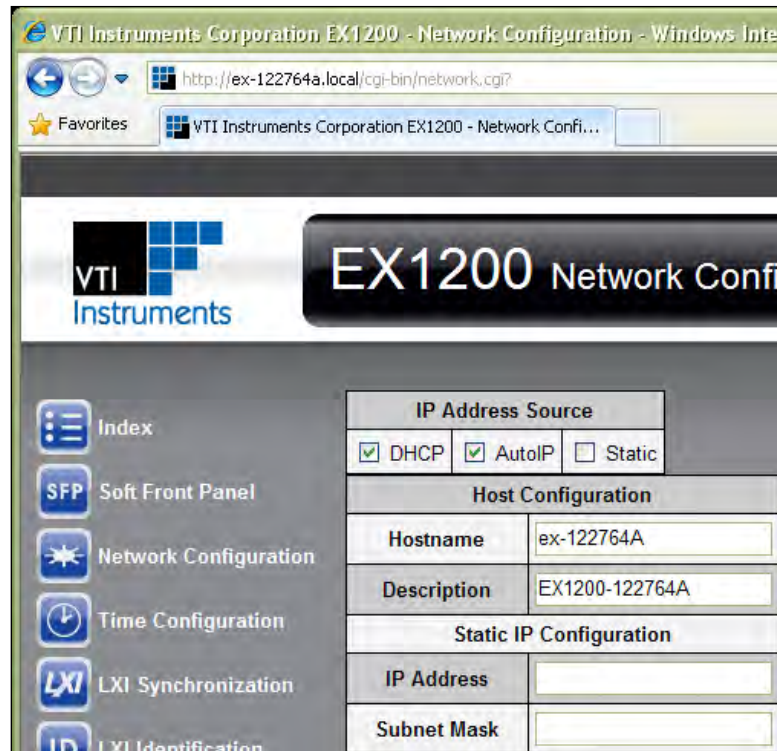 VTI Instruments Corporation EX1200 - Network Configuration - Windows Inte
http://ex-122764a.local/cgi-bin/network.cgi?
Favorites
VTI Instruments Corporation EX1200 - Network Confi...
VTI
Instruments
EX1200 Network Confi
Index
SFP Soft Front Panel
Network Configuration
Time Configuration
LXI LXI Synchronization
ID LXI Identification
IP Address Source
DHCP AutoIP Static
Host Configuration
Hostname ex-122764A
Description EX1200-122764A
Static IP Configuration
IP Address
Subnet Mask